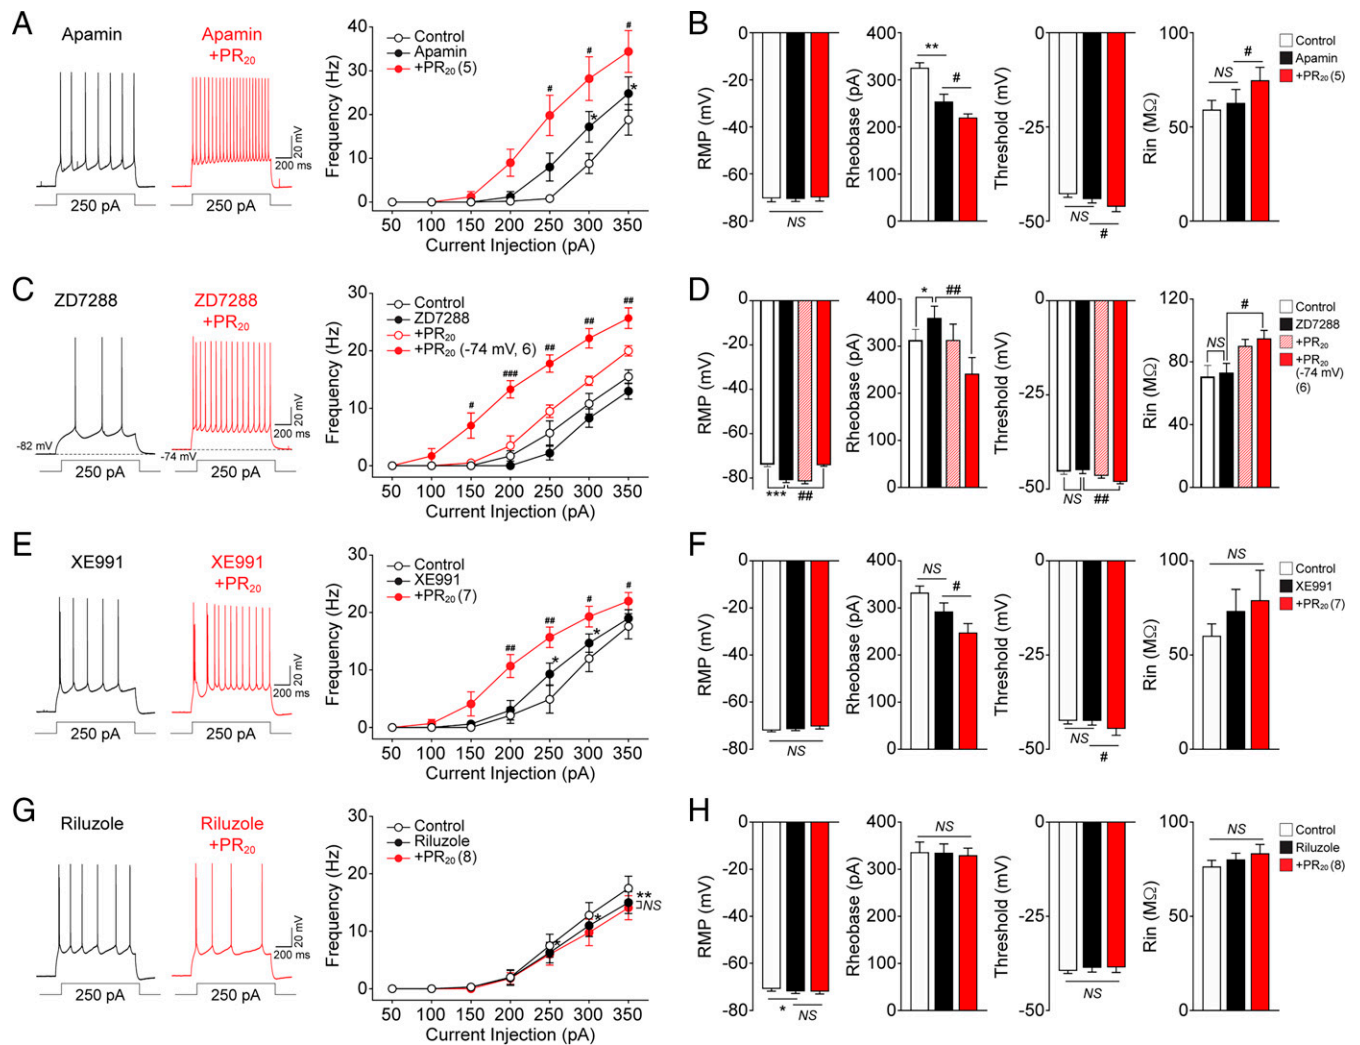 A
Apamin
Apamin
+PR20
20 mV
200 ms
250 pA
250 pA
Frequency (Hz)
40
30
20
10
0
Control
Apamin
+PR20 (5)
#
#
#
#
*
*
50 100 150 200 250 300 350
Current Injection (pA)
B
RMP (mV)
0
-20
-40
-60
-80
NS
Rheobase (pA)
400
300
200
100
0
**
#
Threshold (mV)
0
-25
-50
NS
#
Rin (MΩ)
100
50
0
NS
#
Control
Apamin
+PR20 (5)
C
ZD7288
ZD7288
+PR20
-82 mV
-74 mV
20 mV
200 ms
250 pA
250 pA
Frequency (Hz)
30
20
10
0
Control
ZD7288
+PR20
+PR20 (-74 mV, 6)
#
###
##
##
##
50 100 150 200 250 300 350
Current Injection (pA)
D
RMP (mV)
0
-20
-40
-60
-80
***
##
Rheobase (pA)
400
300
200
100
0
*
##
Threshold (mV)
0
-25
-50
NS
##
Rin (MΩ)
120
80
40
0
NS
#
Control
ZD7288
+PR20
+PR20
(-74 mV)
(6)
E
XE991
XE991
+PR20
20 mV
200 ms
250 pA
250 pA
Frequency (Hz)
30
20
10
0
Control
XE991
+PR20 (7)
##
##
#
#
*
*
50 100 150 200 250 300 350
Current Injection (pA)
F
RMP (mV)
0
-20
-40
-60
-80
NS
Rheobase (pA)
400
300
200
100
0
NS
#
Threshold (mV)
0
-25
-50
NS
#
Rin (MΩ)
100
50
0
NS
Control
XE991
+PR20 (7)
G
Riluzole
Riluzole
+PR20
20 mV
200 ms
250 pA
250 pA
Frequency (Hz)
30
15
0
Control
Riluzole
+PR20 (8)
*
*
**
NS
50 100 150 200 250 300 350
Current Injection (pA)
H
RMP (mV)
0
-20
-40
-60
-80
*
NS
Rheobase (pA)
400
300
200
100
0
NS
Threshold (mV)
0
-25
-50
NS
Rin (MΩ)
100
50
0
NS
Control
Riluzole
+PR20 (8)